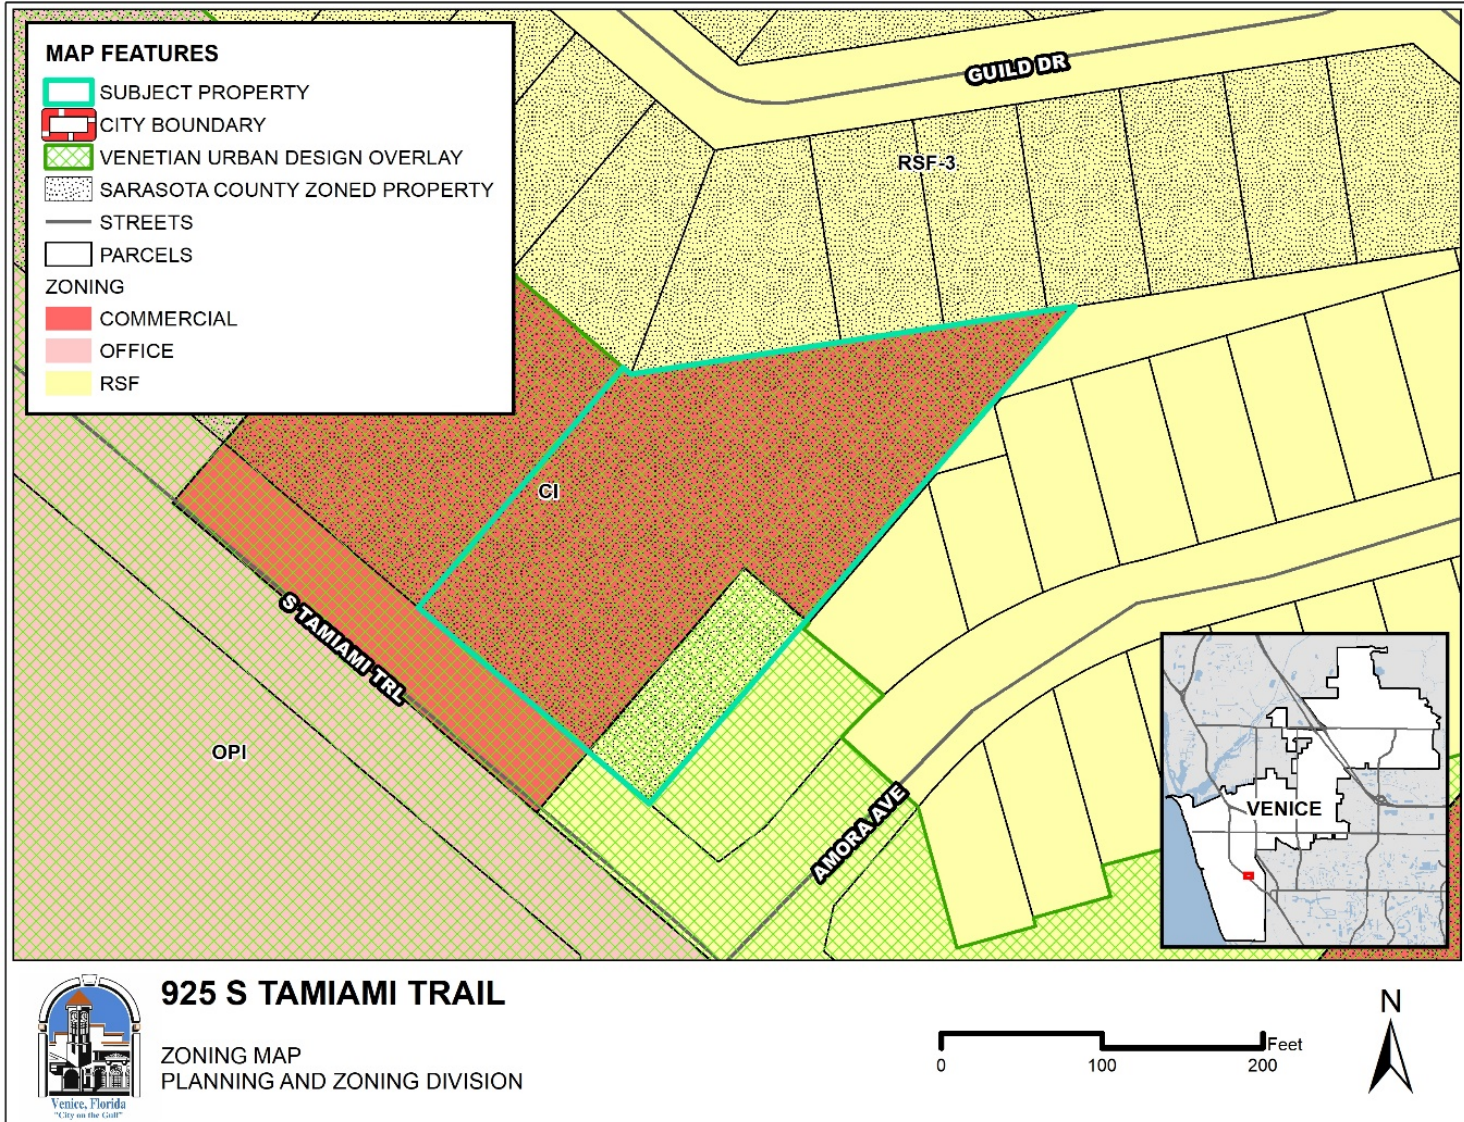 MAP FEATURES
SUBJECT PROPERTY
CITY BOUNDARY
VENETIAN URBAN DESIGN OVERLAY
SARASOTA COUNTY ZONED PROPERTY
STREETS
PARCELS
ZONING
COMMERCIAL
OFFICE
RSF
GUILD DR
RSF-3
CI
S TAMIAMI TRL
OPI
AMORA AVE
VENICE
925 S TAMIAMI TRAIL
ZONING MAP
PLANNING AND ZONING DIVISION
Venice, Florida
"City on the Gulf"
Feet
0 100 200
N